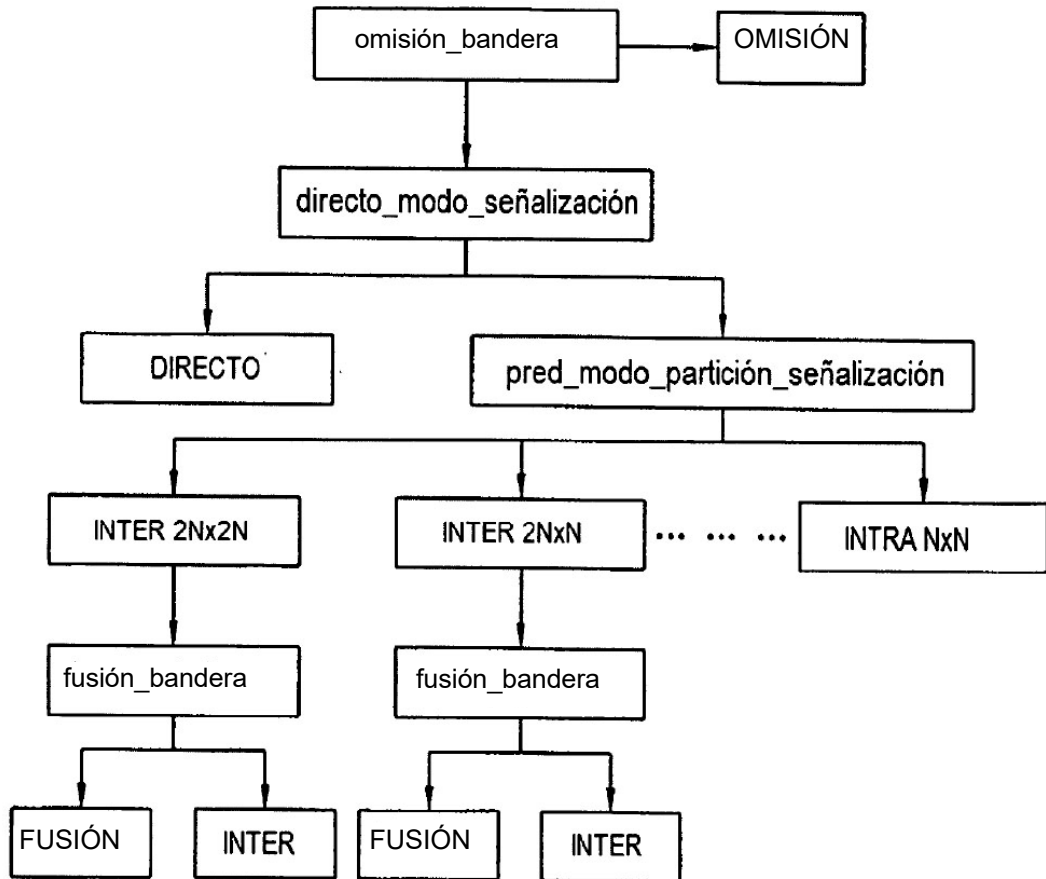 omisión_bandera
OMISIÓN
directo_modo_señalización
DIRECTO
pred_modo_partición_señalización
INTER 2Nx2N
INTER 2NxN
... ... ...
INTRA NxN
fusión_bandera
fusión_bandera
FUSIÓN
INTER
FUSIÓN
INTER